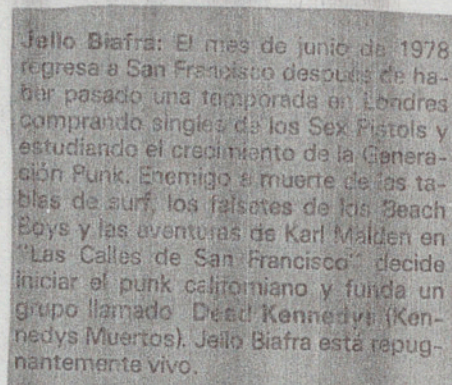 Jello Biafra: El mes de junio de 1978
regresa a San Francisco después de ha-
ber pasado una temporada en Londres
comprando singles de los Sex Pistols y
estudiando el crecimiento de la Genera-
ción Punk. Enemigo a muerte de las ta-
blas de surf, los falsetes de los Beach
Boys y las aventuras de Karl Malden en
"Las Calles de San Francisco" decide
iniciar el punk californiano y funda un
grupo llamado Dead Kennedys (Ken-
nedys Muertos). Jello Biafra está repug-
nantemente vivo.